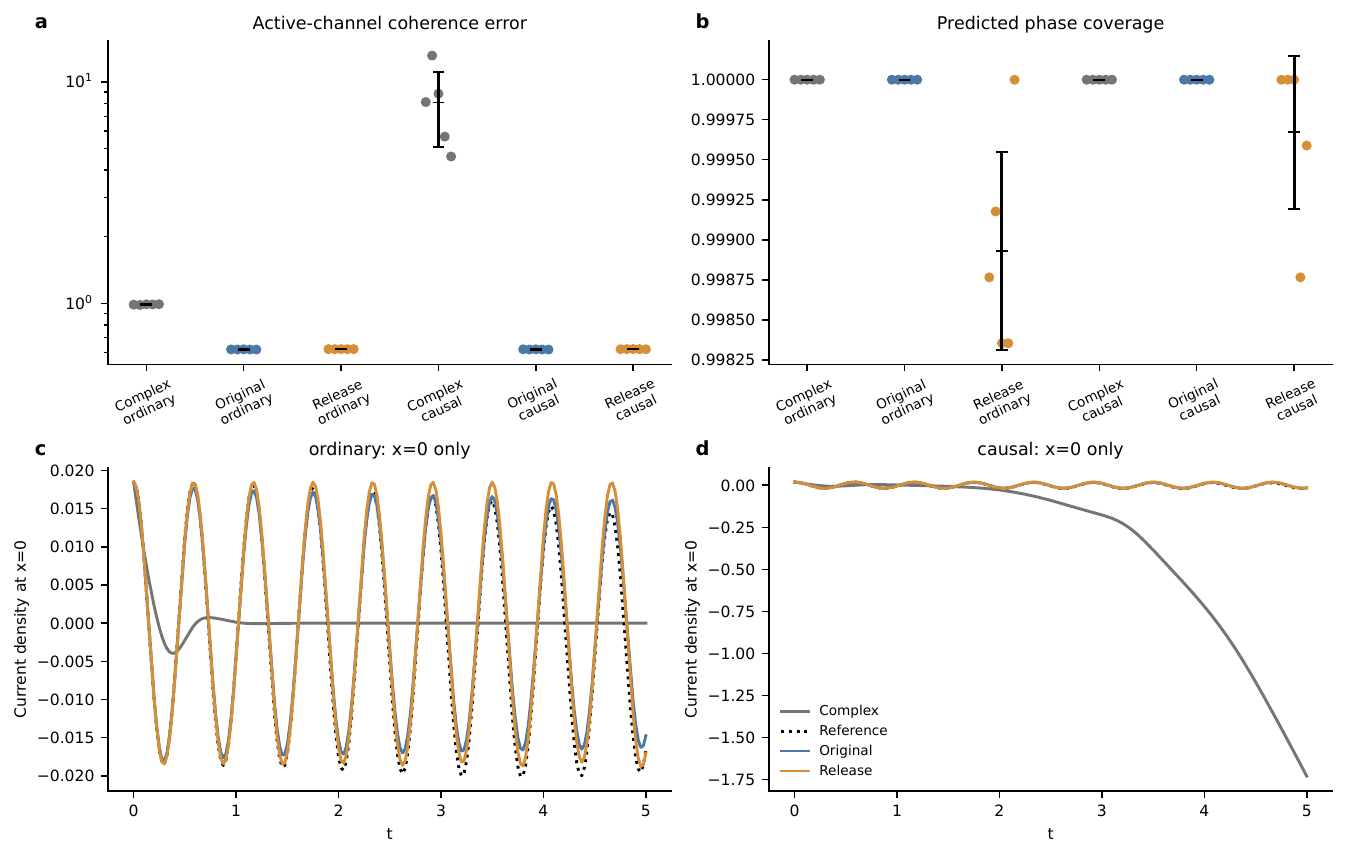 a
Active-channel coherence error
10¹
10⁰
Complex
ordinary
Original
ordinary
Release
ordinary
Complex
causal
Original
causal
Release
causal
b
Predicted phase coverage
1.00000
0.99975
0.99950
0.99925
0.99900
0.99875
0.99850
0.99825
Complex
ordinary
Original
ordinary
Release
ordinary
Complex
causal
Original
causal
Release
causal
c
ordinary: x=0 only
Current density at x=0
0.020
0.015
0.010
0.005
0.000
−0.005
−0.010
−0.015
−0.020
0 1 2 3 4 5
t
d
causal: x=0 only
Current density at x=0
0.00
−0.25
−0.50
−0.75
−1.00
−1.25
−1.50
−1.75
Complex
Reference
Original
Release
0 1 2 3 4 5
t